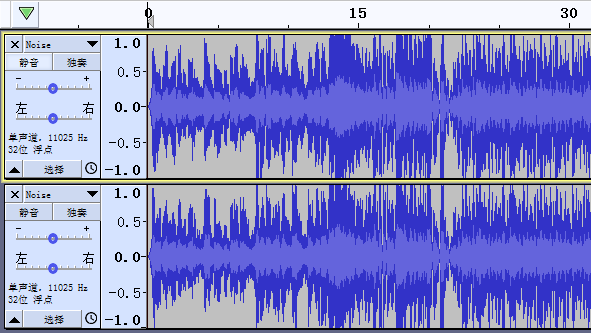 0 15 30
Noise
静音 独奏
- +
左 右
单声道, 11025 Hz
32位 浮点
选择
1.0
0.5
0.0
-0.5
-1.0
Noise
静音 独奏
- +
左 右
单声道, 11025 Hz
32位 浮点
选择
1.0
0.5
0.0
-0.5
-1.0